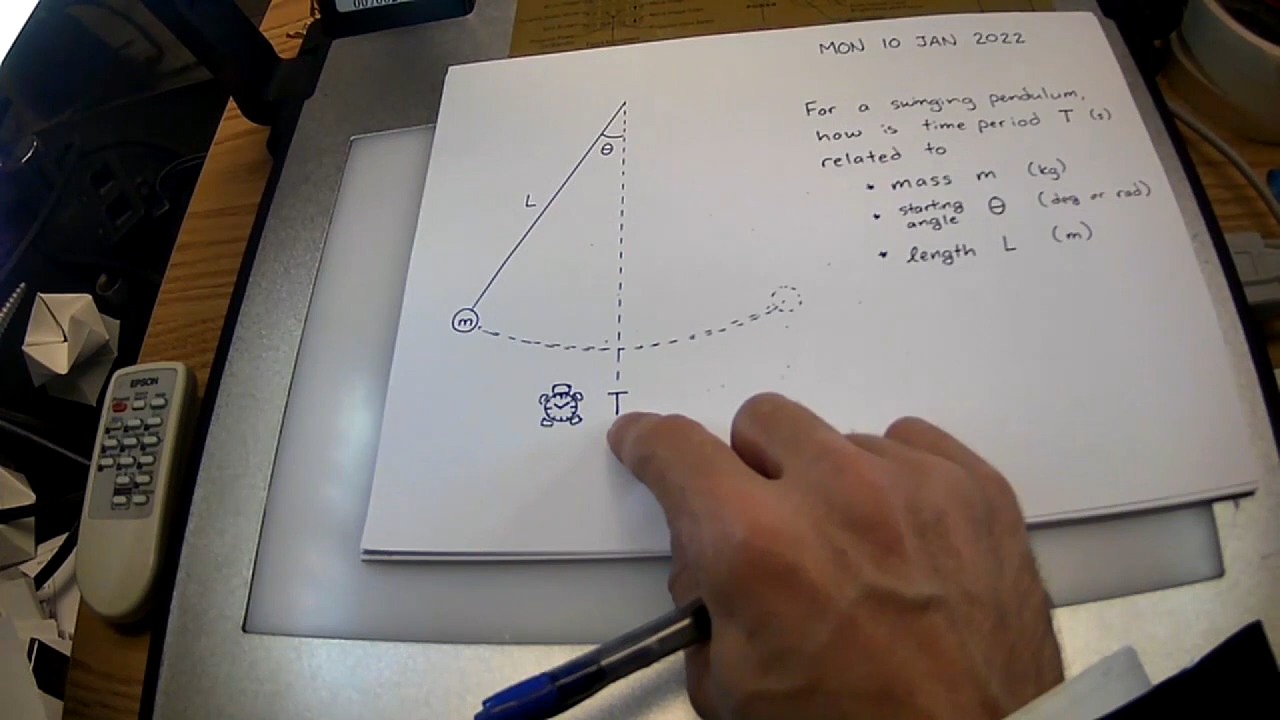 MON 10 JAN 2022
For a swinging pendulum,
how is time period T (s)
related to
• mass m (kg)
• starting angle θ (deg or rad)
• length L (m)
θ
L
m
T
EPSON